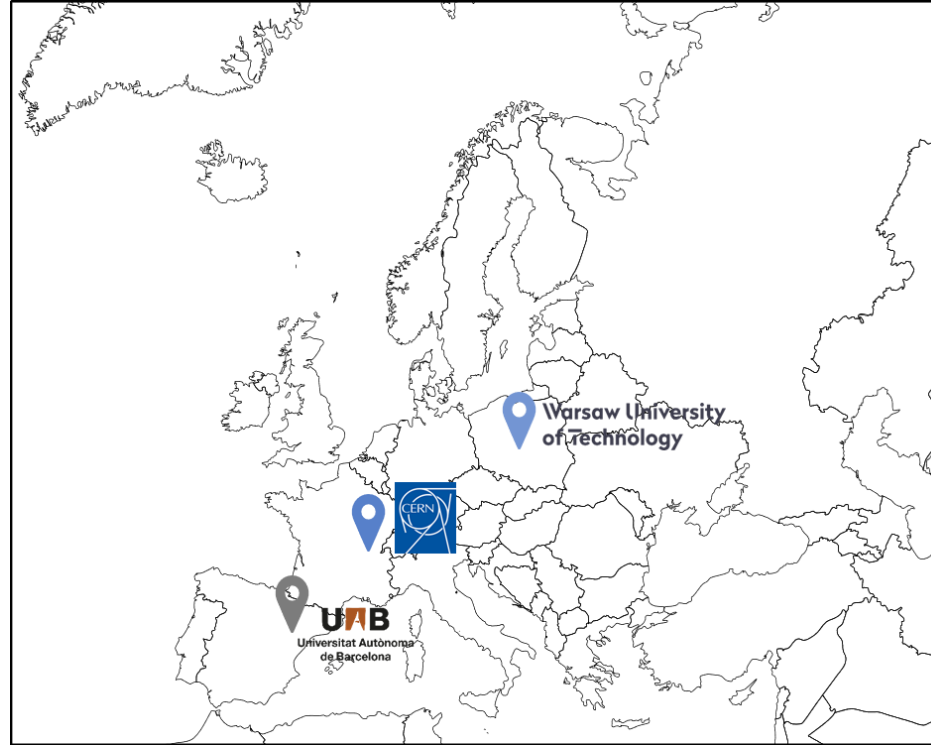 Warsaw University
of Technology
CERN
UAB
Universitat Autònoma
de Barcelona